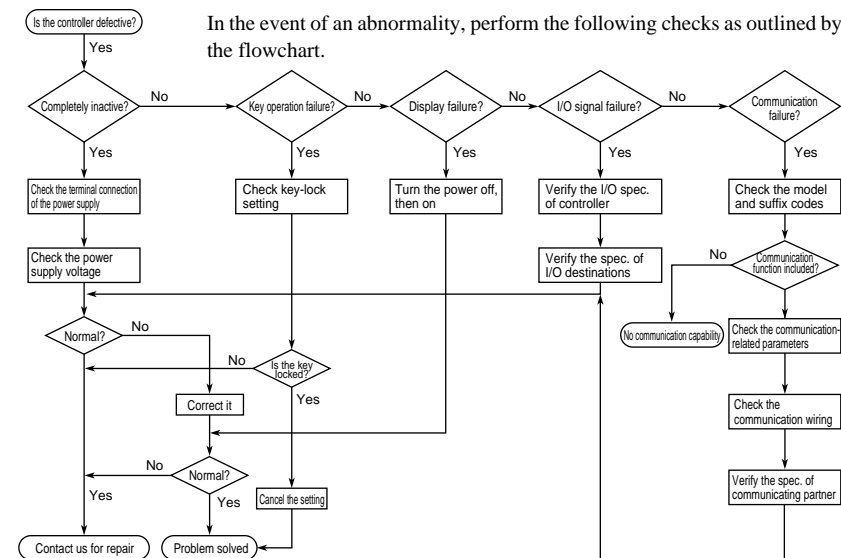 In the event of an abnormality, perform the following checks as outlined by
the flowchart.
Is the controller defective?
Yes
Completely inactive?
No
Key operation failure?
No
Display failure?
No
I/O signal failure?
No
Communication
failure?
Yes
Yes
Yes
Yes
Yes
Check the terminal connection
of the power supply
Check key-lock
setting
Turn the power off,
then on
Verify the I/O spec.
of controller
Check the model
and suffix codes
Check the power
supply voltage
Verify the spec. of
I/O destinations
No
Communication
function included?
Normal?
No
No communication capability
Check the communication-
related parameters
No
Is the key
locked?
Correct it
Yes
Check the
communication wiring
No
Normal?
Yes
Yes
Cancel the setting
Verify the spec. of
communicating partner
Contact us for repair
Problem solved